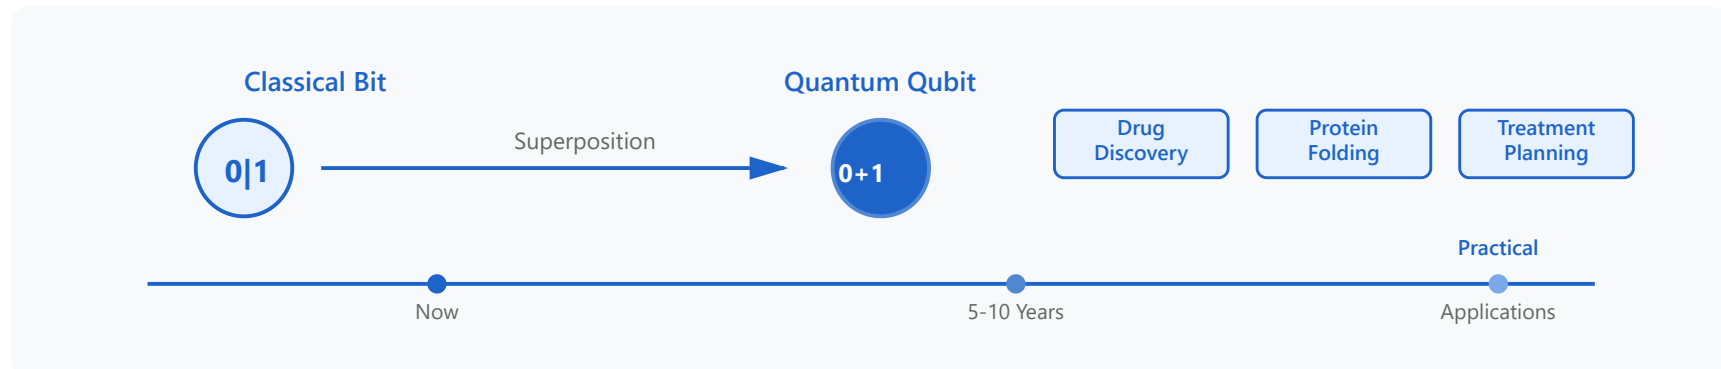 Classical Bit
0|1
Superposition
Quantum Qubit
0+1
Drug
Discovery
Protein
Folding
Treatment
Planning
Now
5-10 Years
Practical
Applications